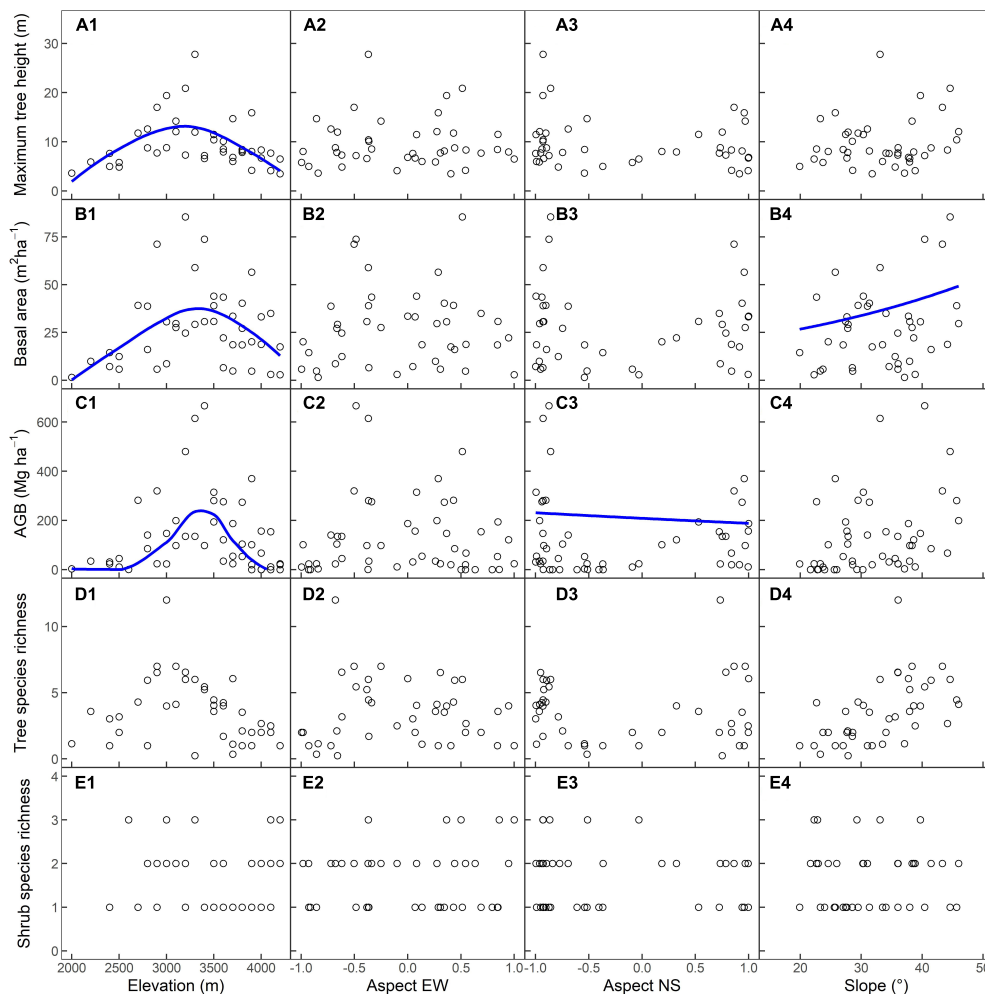 A1 A2 A3 A4
Maximum tree height (m)
30
20
10
0
B1 B2 B3 B4
Basal area (m²ha⁻¹)
75
50
25
0
C1 C2 C3 C4
AGB (Mg ha⁻¹)
600
400
200
0
D1 D2 D3 D4
Tree species richness
10
5
0
E1 E2 E3 E4
Shrub species richness
4
3
2
1
0
2000 2500 3000 3500 4000 -1.0 -0.5 0.0 0.5 1.0 -1.0 -0.5 0.0 0.5 1.0 20 30 40 50
Elevation (m) Aspect EW Aspect NS Slope (°)